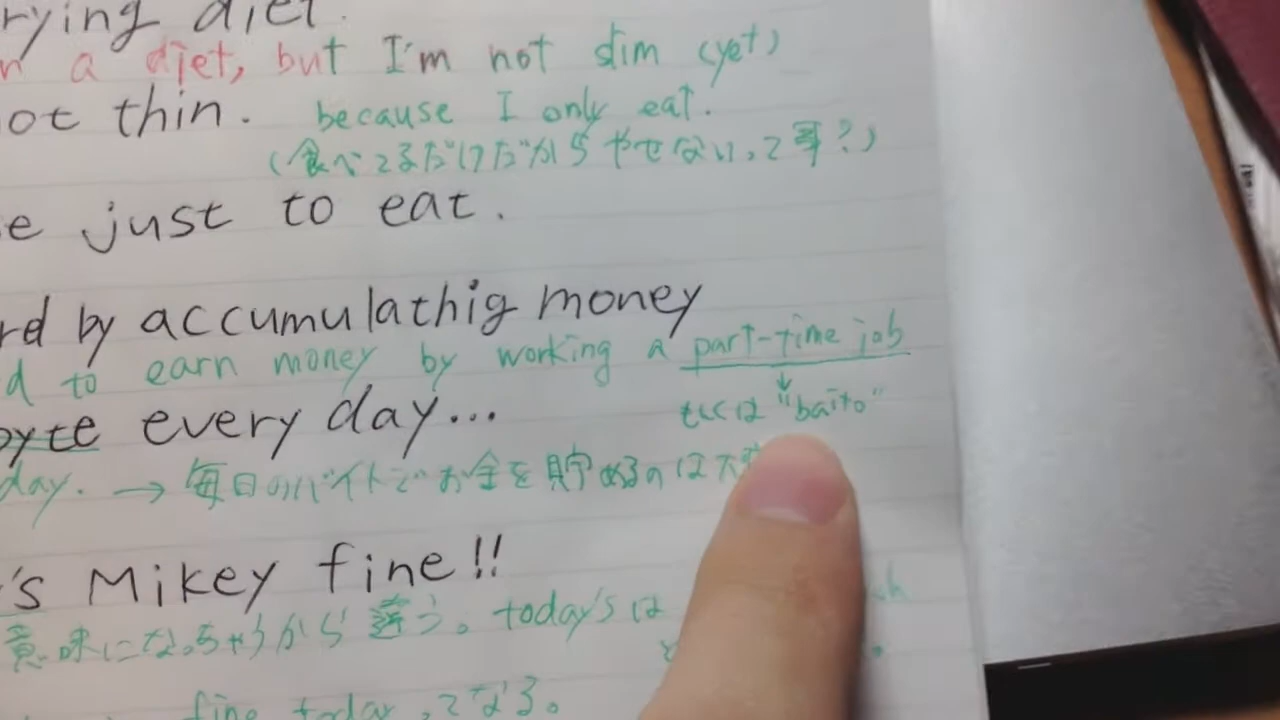 rying diet.
n a diet, but I'm not slim (yet)
ot thin. because I only eat.
(食べてるだけだからやせないって事?)
e just to eat.
rd by accumulathig money
d to earn money by working a part-time job
もしくは "baito"
byte every day...
day. → 毎日のバイトでお金を貯めるのは大
's Mikey fine!!
意味になっちゃうから違う。today's は
fine today ってなる。